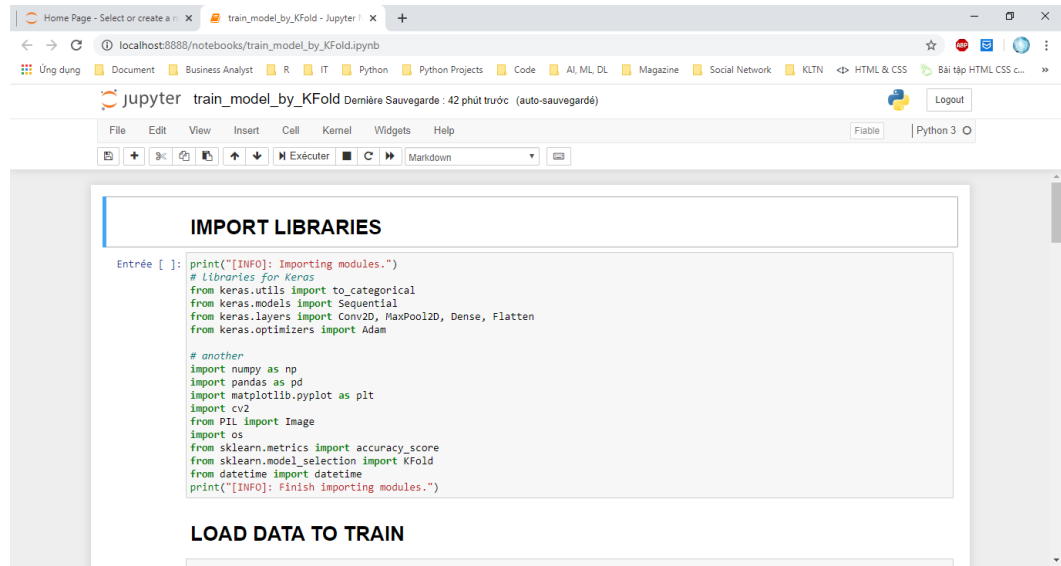 Home Page - Select or create a n
train_model_by_KFold - Jupyter
localhost:8888/notebooks/train_model_by_KFold.ipynb
ABP
Ứng dụng Document Business Analyst R IT Python Python Projects Code AI, ML, DL Magazine Social Network KLTN HTML & CSS Bài tập HTML CSS c...
jupyter train_model_by_KFold Dernière Sauvegarde : 42 phút trước (auto-sauvegardé) Logout
File Edit View Insert Cell Kernel Widgets Help Fiable Python 3
Exécuter Markdown
IMPORT LIBRARIES
Entrée [ ]: print("[INFO]: Importing modules.")
# Libraries for Keras
from keras.utils import to_categorical
from keras.models import Sequential
from keras.layers import Conv2D, MaxPool2D, Dense, Flatten
from keras.optimizers import Adam
# another
import numpy as np
import pandas as pd
import matplotlib.pyplot as plt
import cv2
from PIL import Image
import os
from sklearn.metrics import accuracy_score
from sklearn.model_selection import KFold
from datetime import datetime
print("[INFO]: Finish importing modules.")
LOAD DATA TO TRAIN